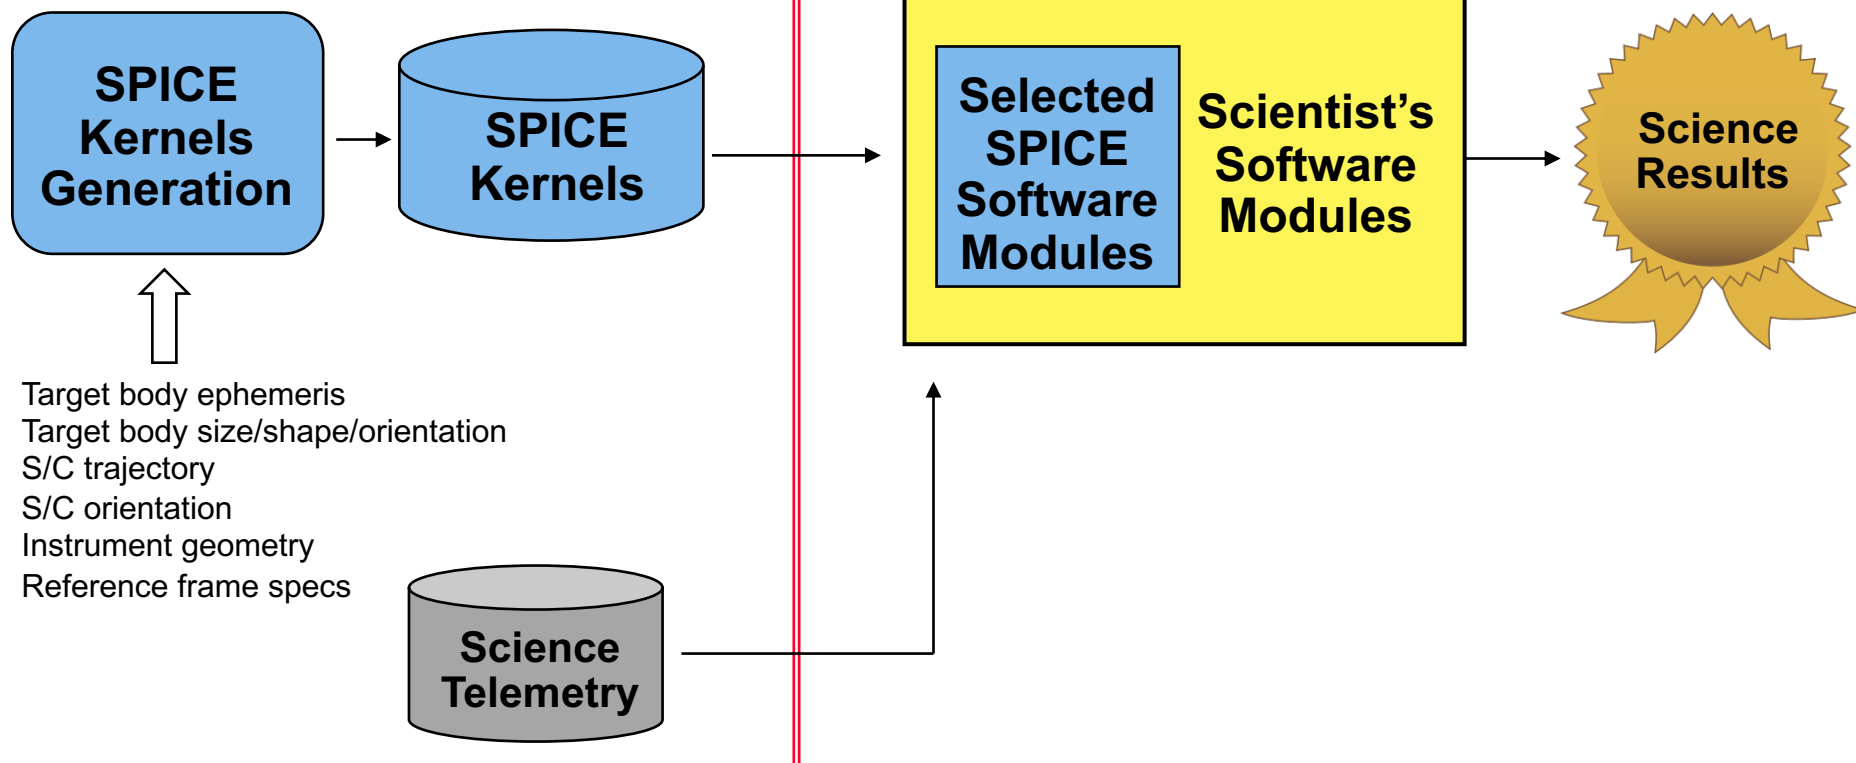 SPICE
Kernels
Generation
SPICE
Kernels
Selected
SPICE
Software
Modules
Scientist’s
Software
Modules
Science
Results
Target body ephemeris
Target body size/shape/orientation
S/C trajectory
S/C orientation
Instrument geometry
Reference frame specs
Science
Telemetry